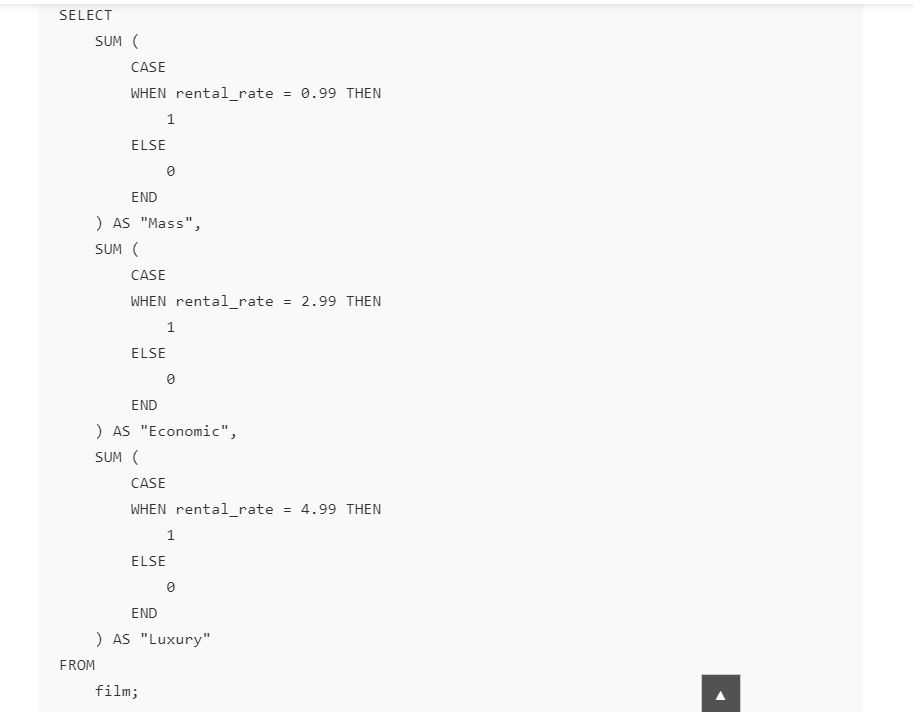 SELECT
    SUM (
        CASE
        WHEN rental_rate = 0.99 THEN
            1
        ELSE
            0
        END
    ) AS "Mass",
    SUM (
        CASE
        WHEN rental_rate = 2.99 THEN
            1
        ELSE
            0
        END
    ) AS "Economic",
    SUM (
        CASE
        WHEN rental_rate = 4.99 THEN
            1
        ELSE
            0
        END
    ) AS "Luxury"
FROM
    film;